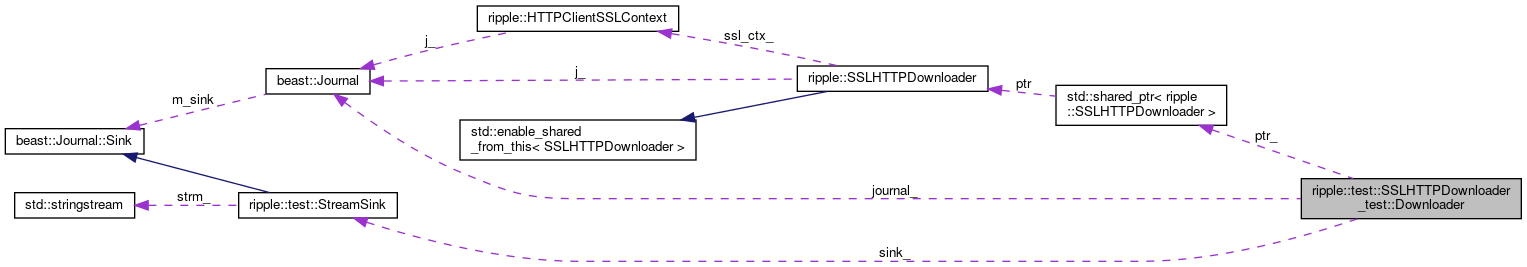 ripple::HTTPClientSSLContext
j_
ssl_ctx_
beast::Journal
j_
ripple::SSLHTTPDownloader
ptr
std::shared_ptr< ripple
::SSLHTTPDownloader >
m_sink
beast::Journal::Sink
std::enable_shared
_from_this< SSLHTTPDownloader >
ptr_
std::stringstream
strm_
ripple::test::StreamSink
journal_
ripple::test::SSLHTTPDownloader
_test::Downloader
sink_